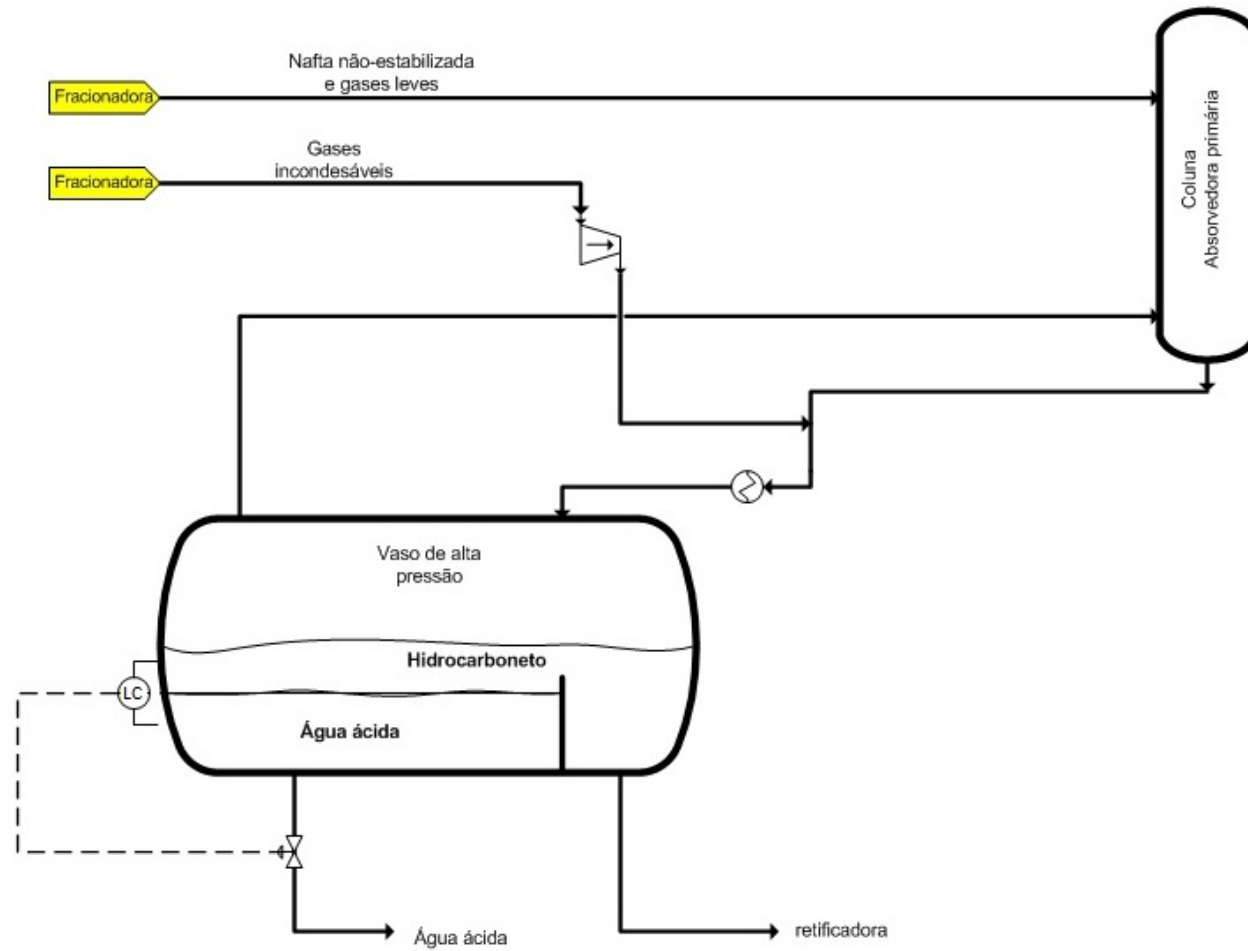 Nafta não-estabilizada
e gases leves
Fracionadora
Gases
incondesáveis
Fracionadora
Coluna
Absorvedora primária
Vaso de alta
pressão
Hidrocarboneto
LC
Água ácida
Água ácida
retificadora